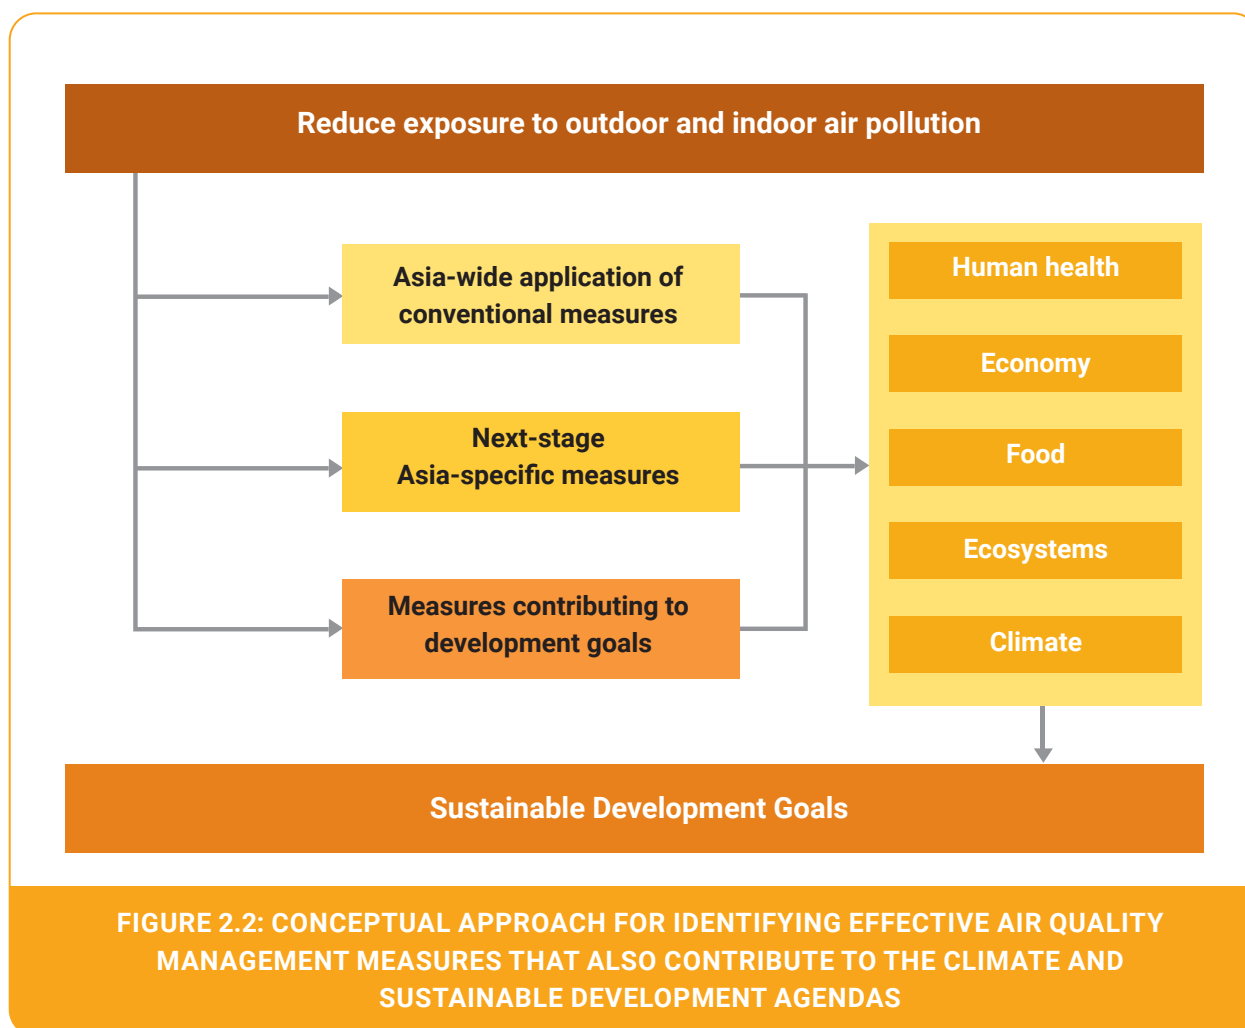 Reduce exposure to outdoor and indoor air pollution
Asia-wide application of
conventional measures
Next-stage
Asia-specific measures
Measures contributing to
development goals
Human health
Economy
Food
Ecosystems
Climate
Sustainable Development Goals
FIGURE 2.2: CONCEPTUAL APPROACH FOR IDENTIFYING EFFECTIVE AIR QUALITY
MANAGEMENT MEASURES THAT ALSO CONTRIBUTE TO THE CLIMATE AND
SUSTAINABLE DEVELOPMENT AGENDAS